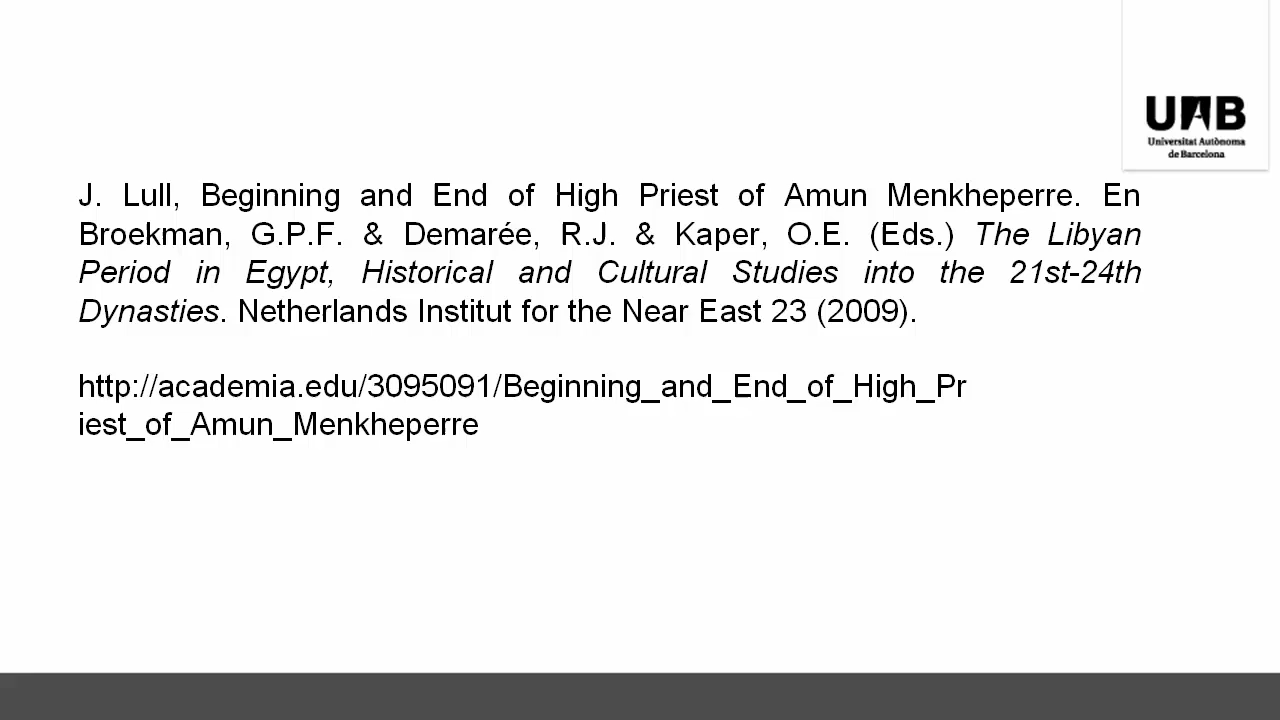 UAB
Universitat Autònoma
de Barcelona
J. Lull, Beginning and End of High Priest of Amun Menkheperre. En
Broekman, G.P.F. & Demarée, R.J. & Kaper, O.E. (Eds.) The Libyan
Period in Egypt, Historical and Cultural Studies into the 21st-24th
Dynasties. Netherlands Institut for the Near East 23 (2009).
http://academia.edu/3095091/Beginning_and_End_of_High_Pr
iest_of_Amun_Menkheperre